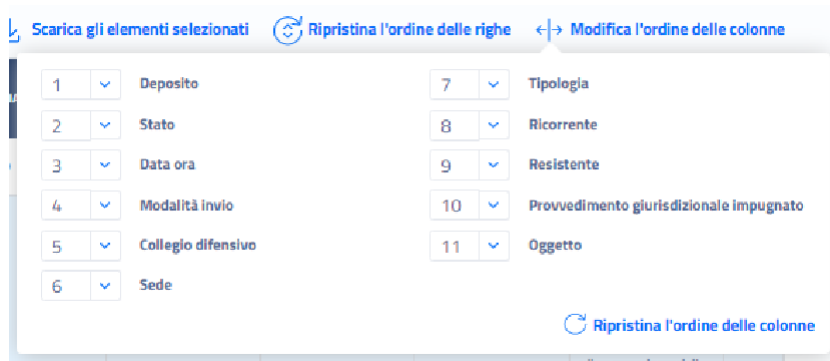 Scarica gli elementi selezionati Ripristina l'ordine delle righe Modifica l'ordine delle colonne
1 Deposito
2 Stato
3 Data ora
4 Modalità invio
5 Collegio difensivo
6 Sede
7 Tipologia
8 Ricorrente
9 Resistente
10 Provvedimento giurisdizionale impugnato
11 Oggetto
Ripristina l'ordine delle colonne